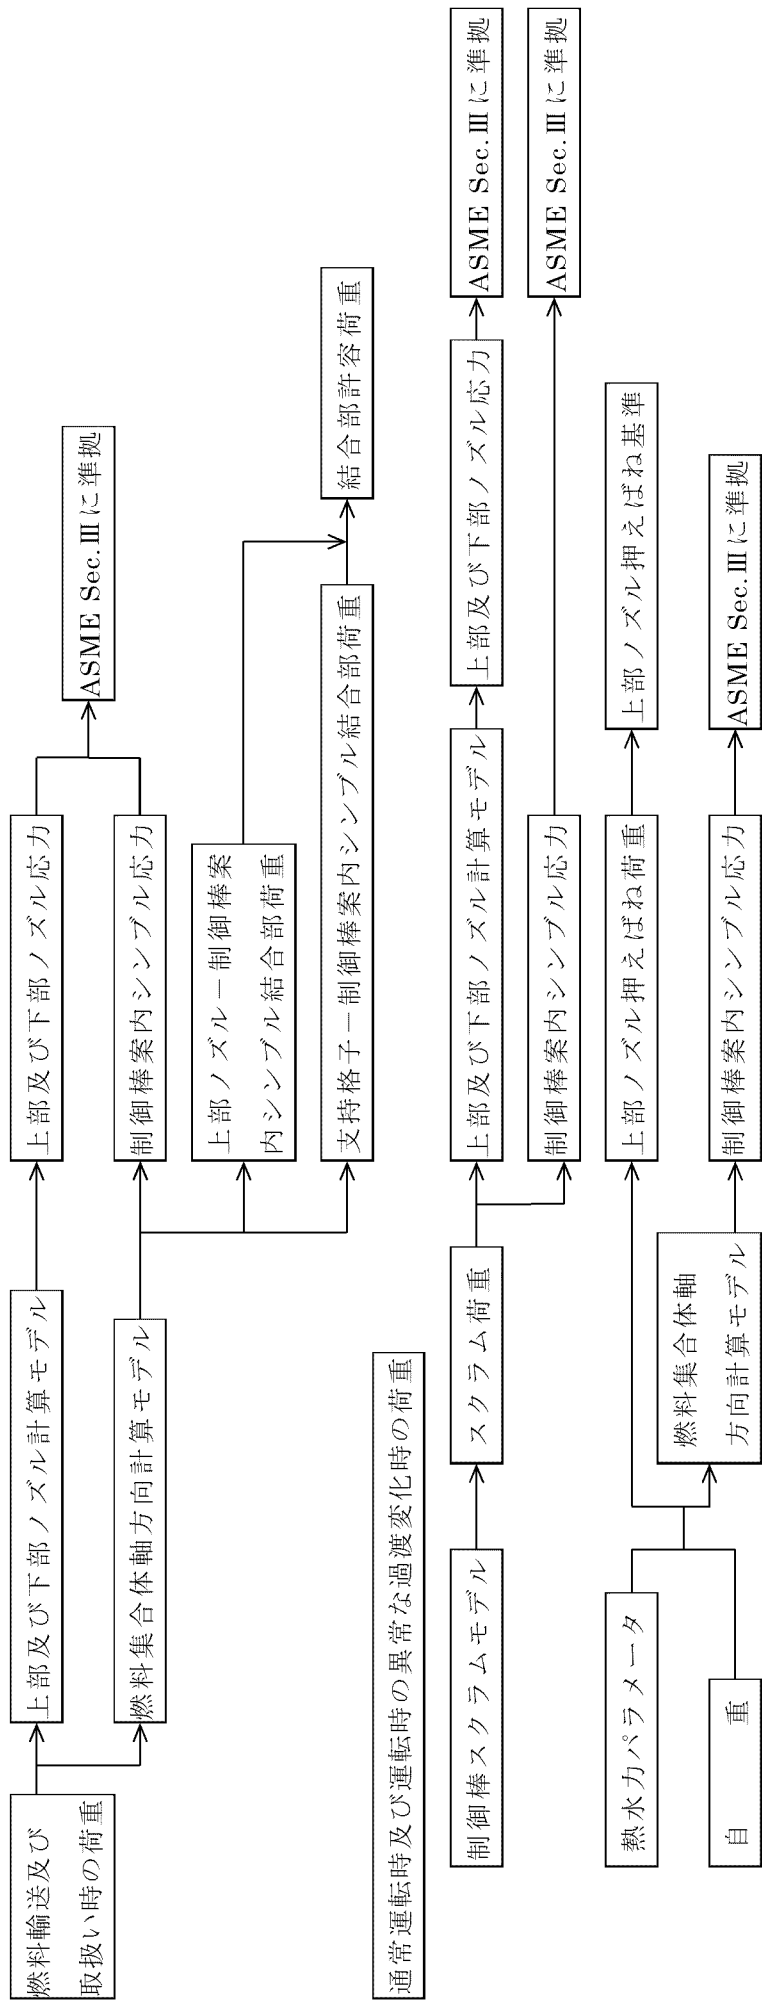 燃料輸送及び
取扱い時の荷重
上部及び下部ノズル計算モデル
上部及び下部ノズル応力
ASME Sec.Ⅲに準拠
燃料集合体軸方向計算モデル
制御棒案内シンブル応力
上部ノズル－制御棒案
内シンブル結合部荷重
支持格子－制御棒案内シンブル結合部荷重
結合部許容荷重
通常運転時及び運転時の異常な過渡変化時の荷重
制御棒スクラムモデル
スクラム荷重
上部及び下部ノズル計算モデル
上部及び下部ノズル応力
ASME Sec.Ⅲに準拠
制御棒案内シンブル応力
ASME Sec.Ⅲに準拠
熱水力パラメータ
上部ノズル押えばね荷重
上部ノズル押えばね基準
自重
燃料集合体軸
方向計算モデル
制御棒案内シンブル応力
ASME Sec.Ⅲに準拠